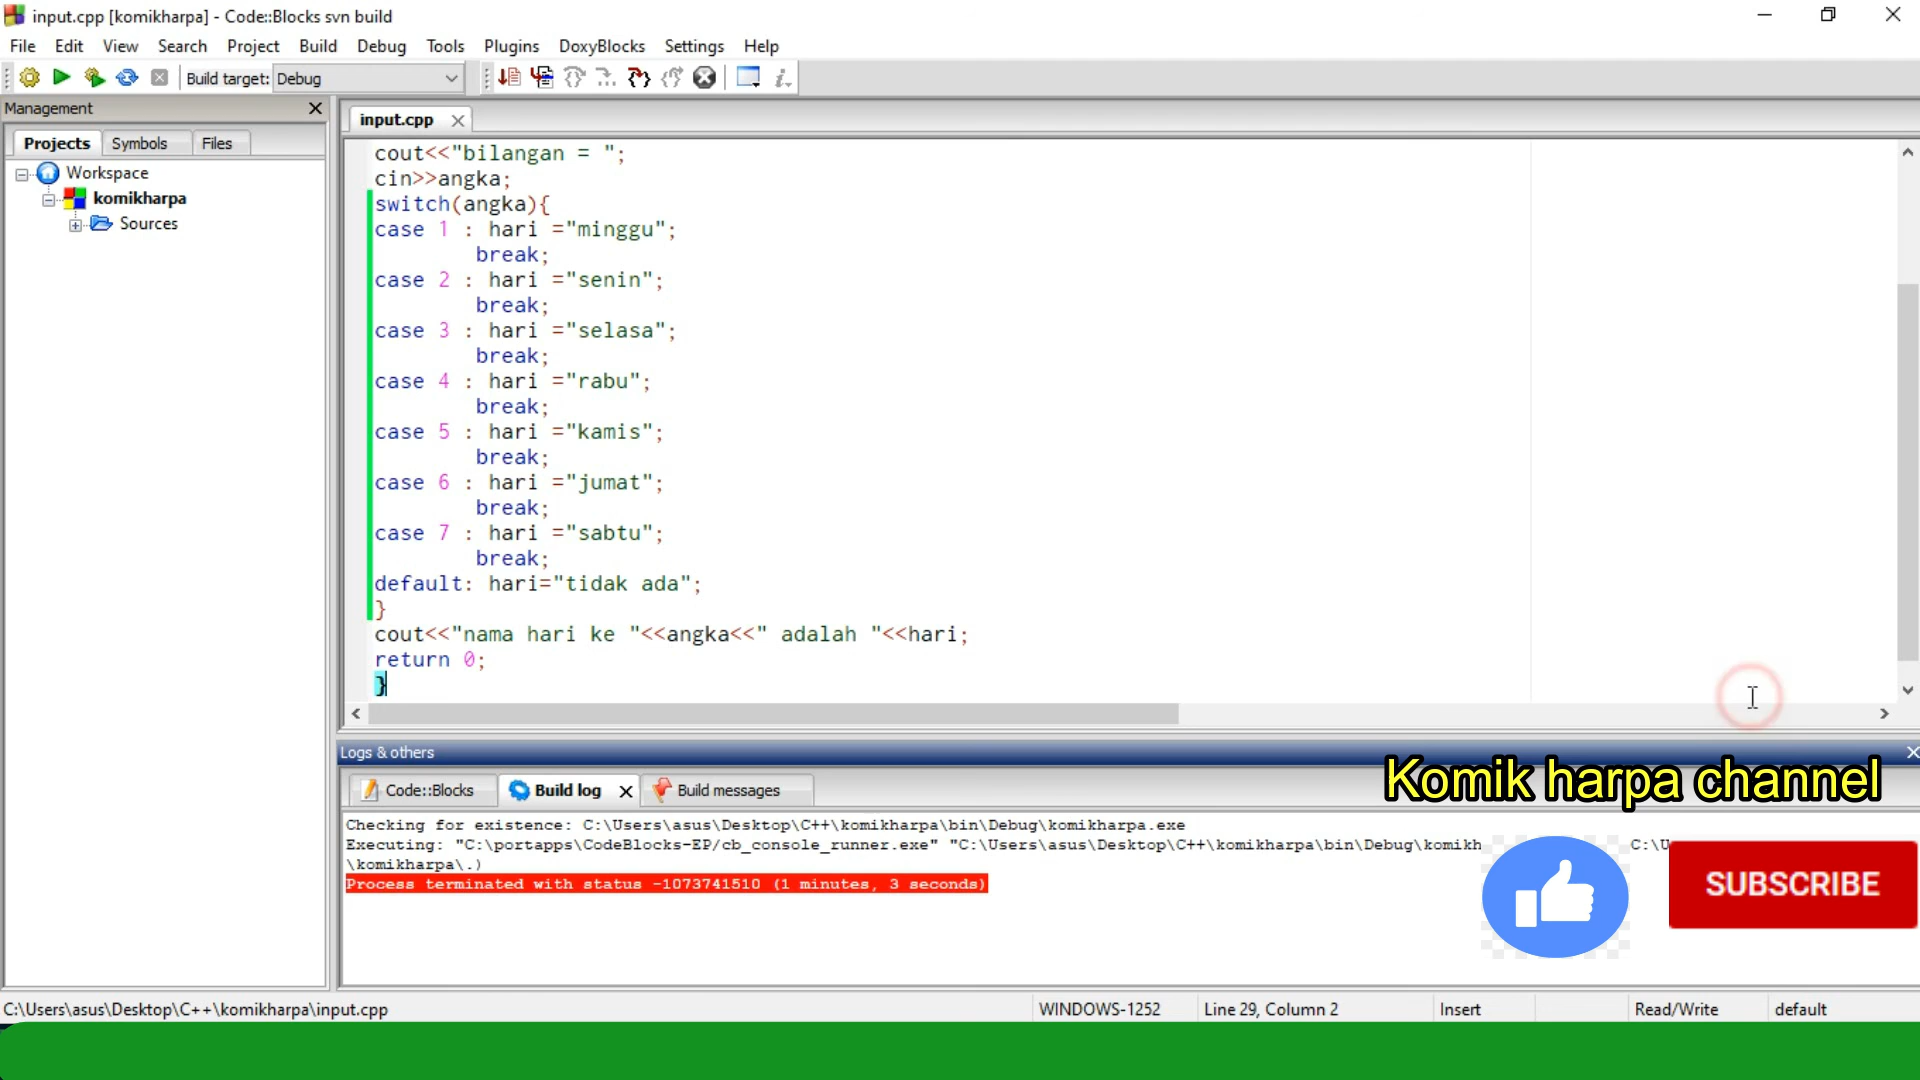 input.cpp [komikharpa] - Code::Blocks svn build
File Edit View Search Project Build Debug Tools Plugins DoxyBlocks Settings Help
Build target: Debug
Management
Projects Symbols Files
Workspace
komikharpa
Sources
input.cpp
cout<<"bilangan = ";
cin>>angka;
switch(angka){
case 1 : hari ="minggu";
break;
case 2 : hari ="senin";
break;
case 3 : hari ="selasa";
break;
case 4 : hari ="rabu";
break;
case 5 : hari ="kamis";
break;
case 6 : hari ="jumat";
break;
case 7 : hari ="sabtu";
break;
default: hari="tidak ada";
}
cout<<"nama hari ke "<<angka<<" adalah "<<hari;
return 0;
}
Logs & others
Code::Blocks Build log Build messages
Komik harpa channel
Checking for existence: C:\Users\asus\Desktop\C++\komikharpa\bin\Debug\komikharpa.exe
Executing: "C:\portapps\CodeBlocks-EP/cb_console_runner.exe" "C:\Users\asus\Desktop\C++\komikharpa\bin\Debug\komikh C:\U
\komikharpa\.)
Process terminated with status -1073741510 (1 minutes, 3 seconds)
SUBSCRIBE
C:\Users\asus\Desktop\C++\komikharpa\input.cpp WINDOWS-1252 Line 29, Column 2 Insert Read/Write default